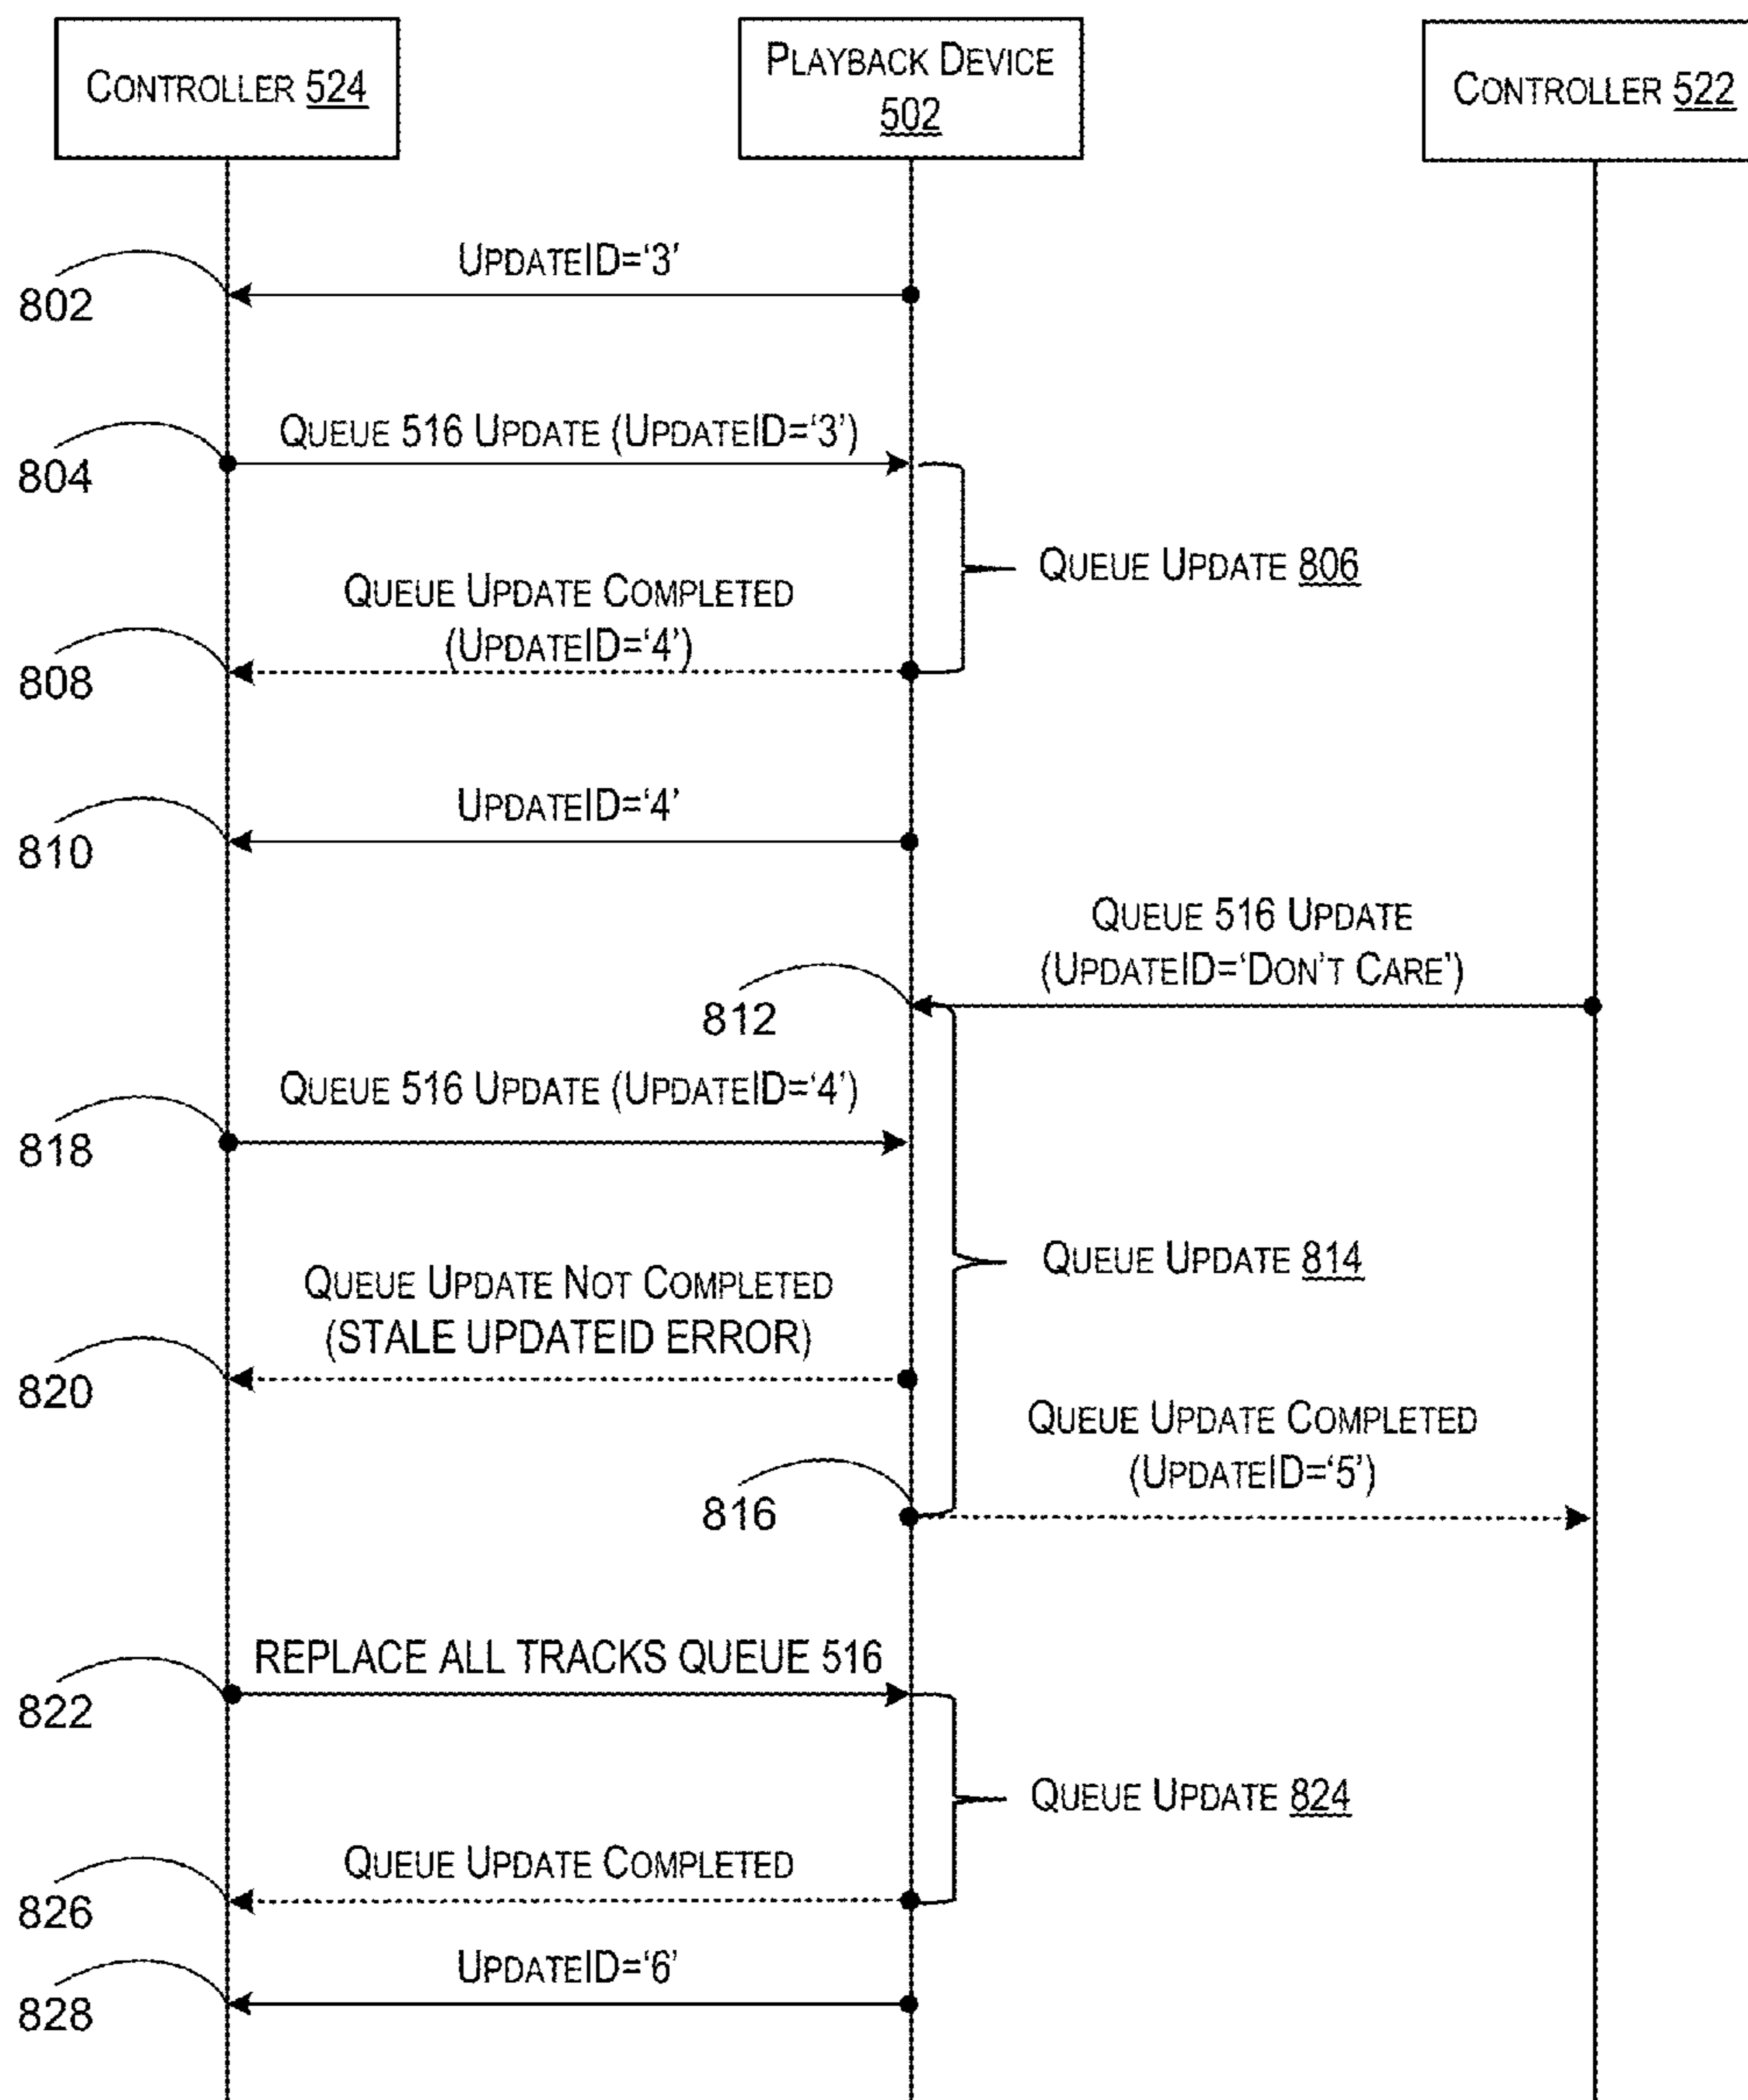 CONTROLLER 524
PLAYBACK DEVICE
502
CONTROLLER 522
UPDATEID=‘3’
802
QUEUE 516 UPDATE (UPDATEID=‘3’)
804
QUEUE UPDATE 806
QUEUE UPDATE COMPLETED
(UPDATEID=‘4’)
808
UPDATEID=‘4’
810
QUEUE 516 UPDATE
(UPDATEID=‘DON’T CARE’)
812
QUEUE 516 UPDATE (UPDATEID=‘4’)
818
QUEUE UPDATE 814
QUEUE UPDATE NOT COMPLETED
(STALE UPDATEID ERROR)
820
QUEUE UPDATE COMPLETED
(UPDATEID=‘5’)
816
REPLACE ALL TRACKS QUEUE 516
822
QUEUE UPDATE 824
QUEUE UPDATE COMPLETED
826
UPDATEID=‘6’
828